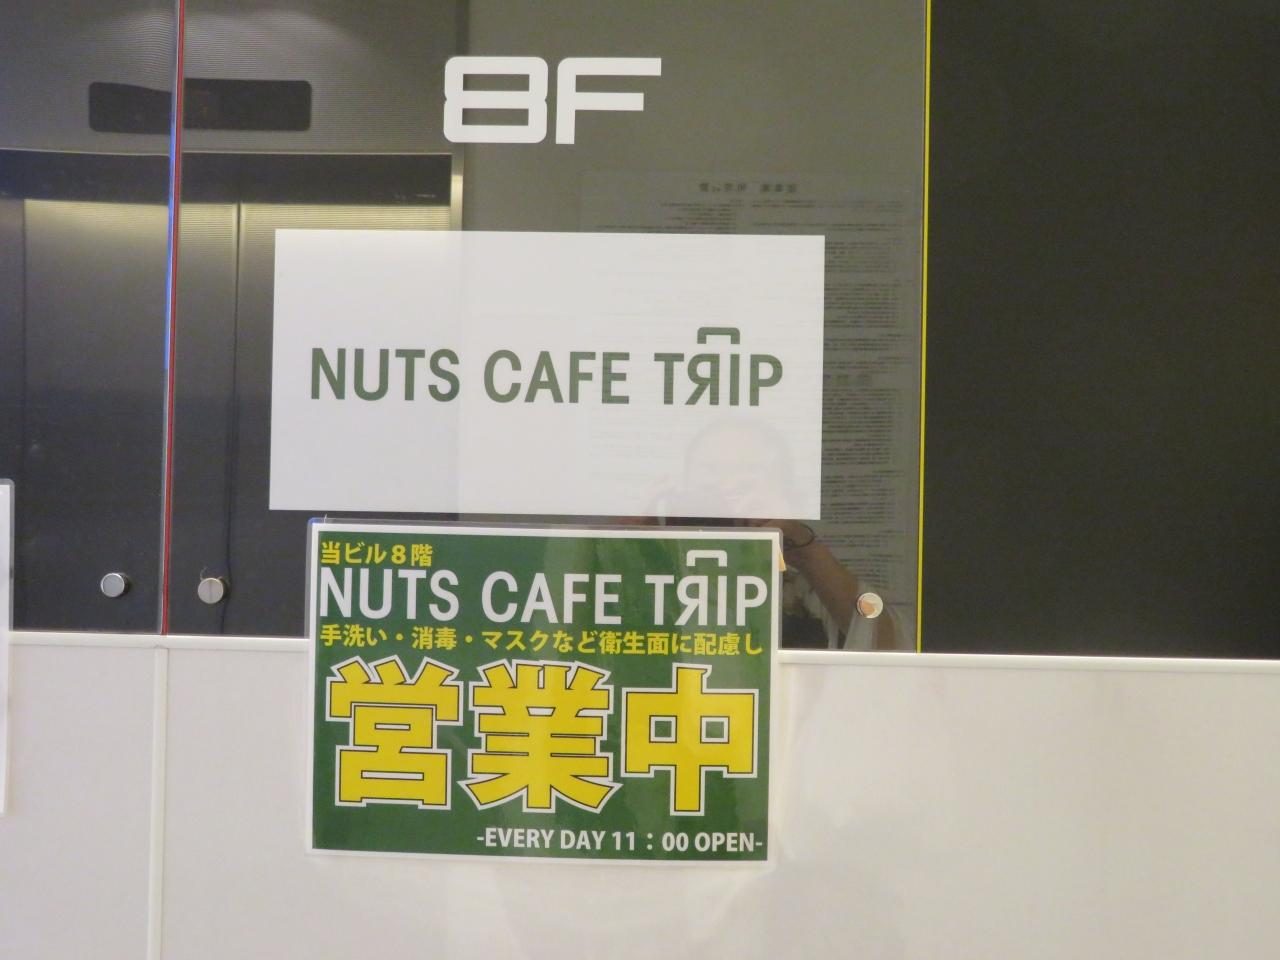 8F
NUTS CAFE TRIP
当ビル8階
NUTS CAFE TRIP
手洗い・消毒・マスクなど衛生面に配慮し
営業中
-EVERY DAY 11：00 OPEN-